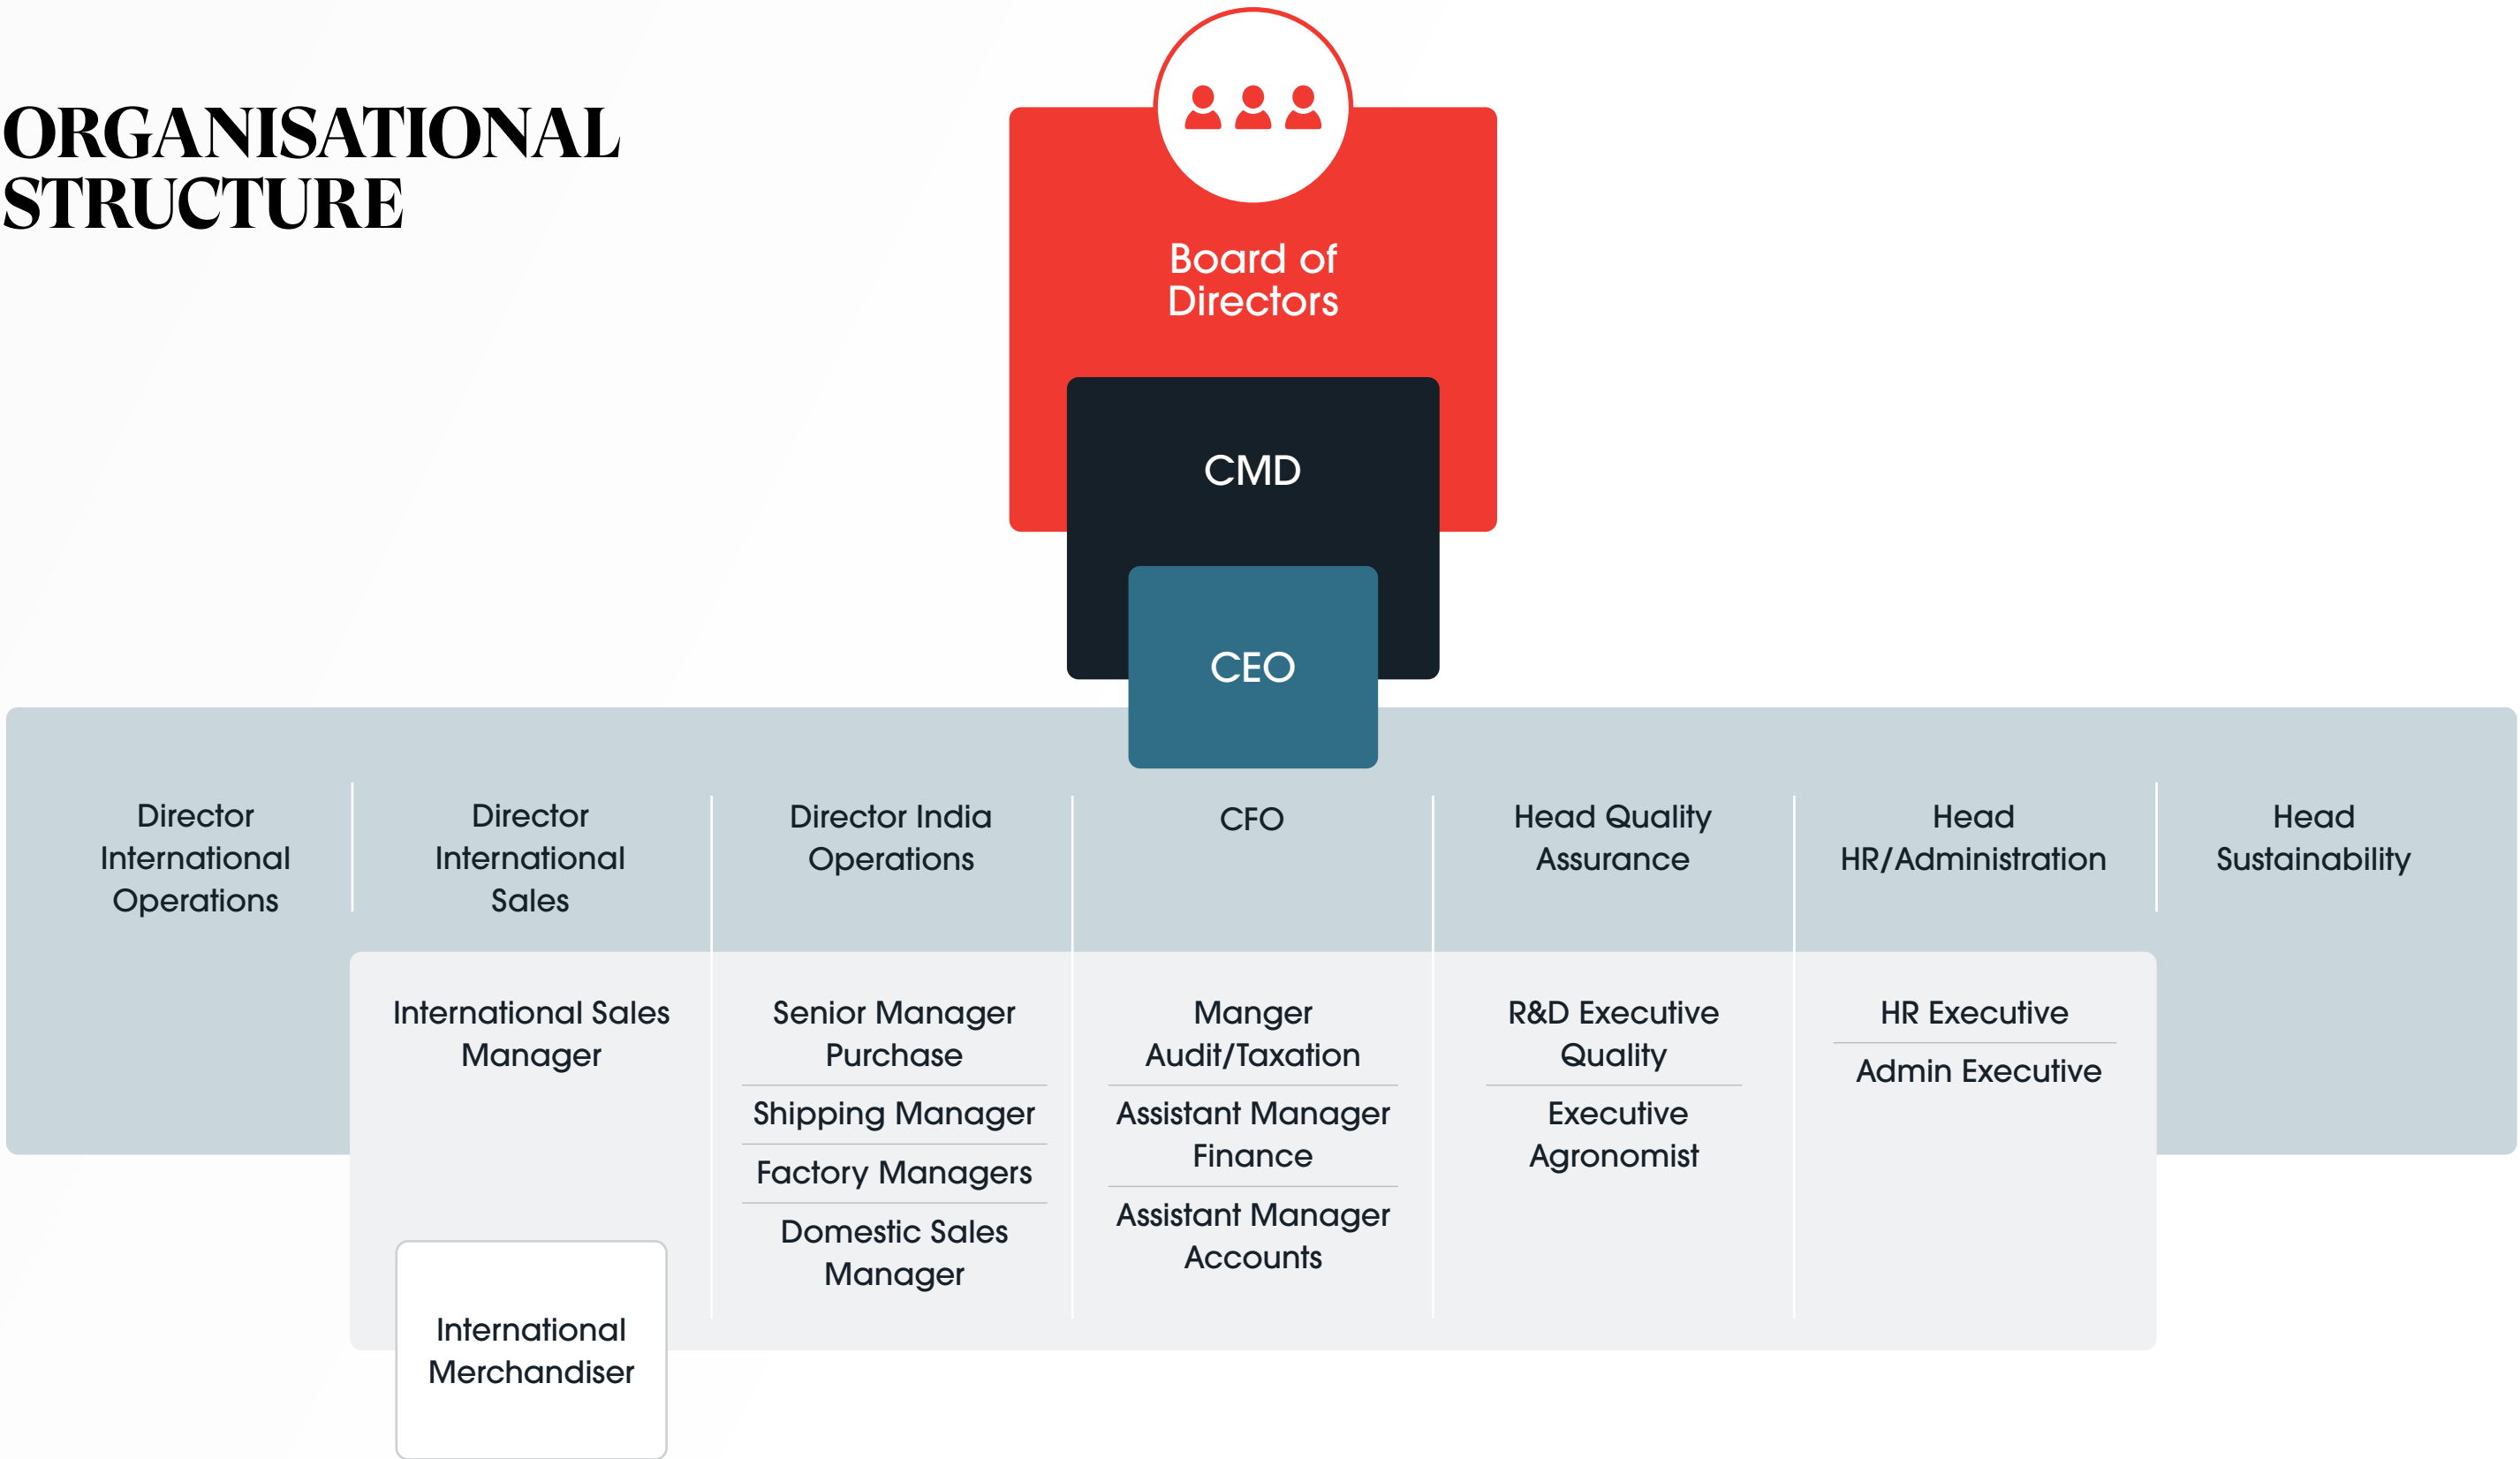 ORGANISATIONAL
STRUCTURE
Board of
Directors
CMD
CEO
Director
International
Operations
Director
International
Sales
Director India
Operations
CFO
Head Quality
Assurance
Head
HR/Administration
Head
Sustainability
International Sales
Manager
International
Merchandiser
Senior Manager
Purchase
Shipping Manager
Factory Managers
Domestic Sales
Manager
Manger
Audit/Taxation
Assistant Manager
Finance
Assistant Manager
Accounts
R&D Executive
Quality
Executive
Agronomist
HR Executive
Admin Executive